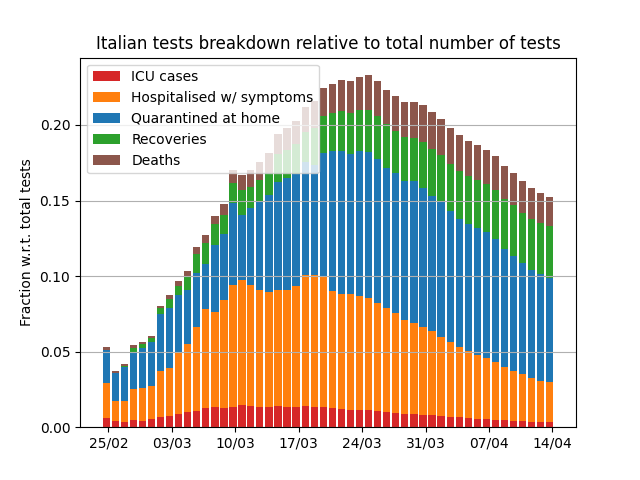 Italian tests breakdown relative to total number of tests
ICU cases
Hospitalised w/ symptoms
Quarantined at home
Recoveries
Deaths
Fraction w.r.t. total tests
0.20
0.15
0.10
0.05
0.00
25/02 03/03 10/03 17/03 24/03 31/03 07/04 14/04